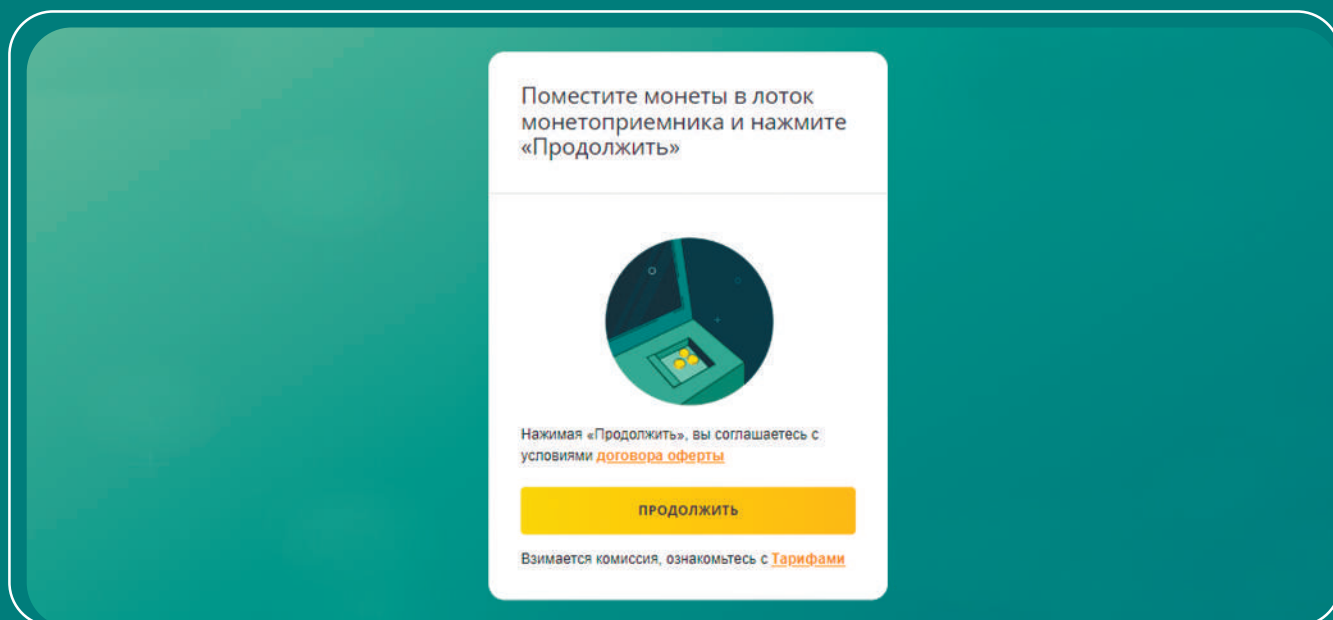 Поместите монеты в лоток
монетоприемника и нажмите
«Продолжить»
Нажимая «Продолжить», вы соглашаетесь с
условиями договора оферты
ПРОДОЛЖИТЬ
Взимается комиссия, ознакомьтесь с Тарифами